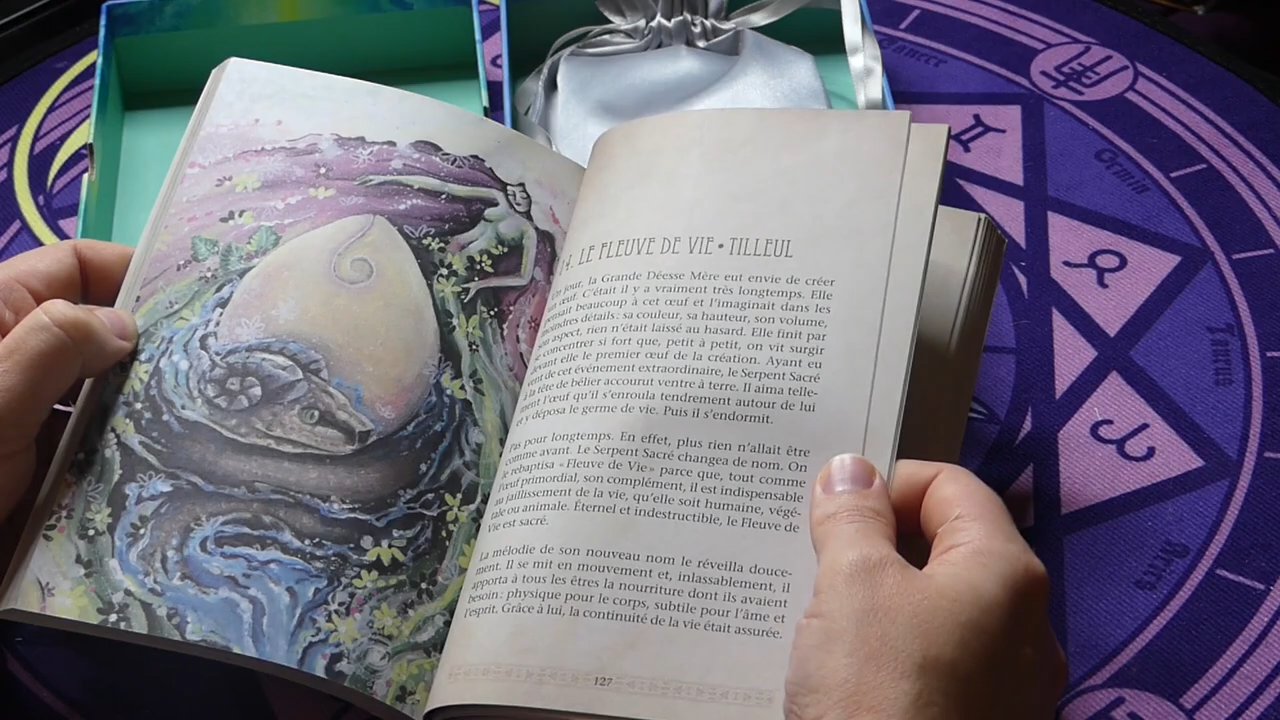 14. LE FLEUVE DE VIE • TILLEUL
Un jour, la Grande Déesse Mère eut envie de créer
un œuf. C'était il y a vraiment très longtemps. Elle
pensait beaucoup à cet œuf et l'imaginait dans les
moindres détails : sa couleur, sa hauteur, son volume,
son aspect, rien n'était laissé au hasard. Elle finit par
se concentrer si fort que, petit à petit, on vit surgir
devant elle le premier œuf de la création. Ayant eu
vent de cet événement extraordinaire, le Serpent Sacré
à la tête de bélier accourut ventre à terre. Il aima telle-
ment l'œuf qu'il s'enroula tendrement autour de lui
et y déposa le germe de vie. Puis il s'endormit.
Pas pour longtemps. En effet, plus rien n'allait être
comme avant. Le Serpent Sacré changea de nom. On
le rebaptisa « Fleuve de Vie » parce que, tout comme
l'œuf primordial, son complément, il est indispensable
au jaillissement de la vie, qu'elle soit humaine, végé-
tale ou animale. Éternel et indestructible, le Fleuve de
Vie est sacré.
La mélodie de son nouveau nom le réveilla douce-
ment. Il se mit en mouvement et, inlassablement, il
apporta à tous les êtres la nourriture dont ils avaient
besoin : physique pour le corps, subtile pour l'âme et
l'esprit. Grâce à lui, la continuité de la vie était assurée.
127
Cancer
Gemini
Taurus
Aries